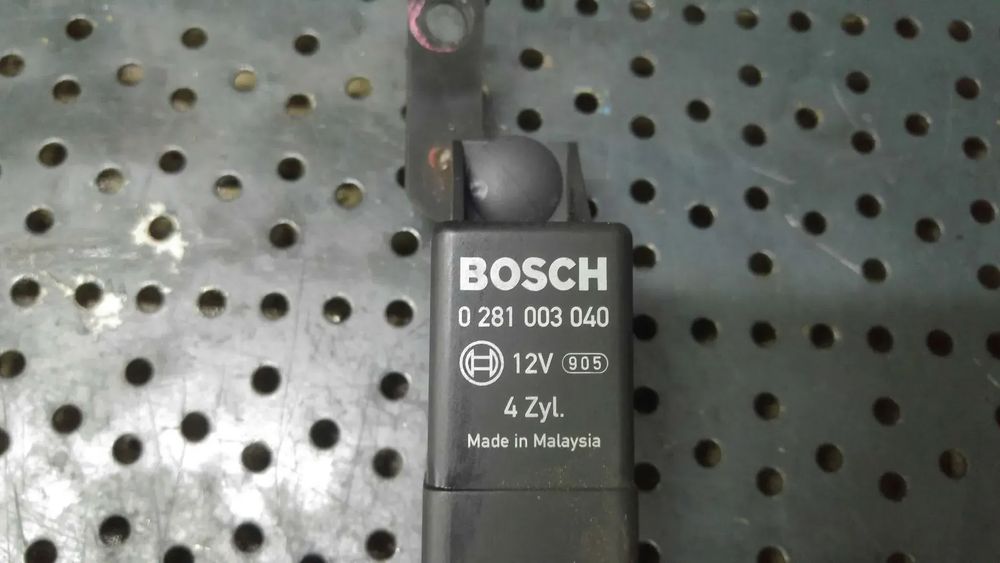 BOSCH
0 281 003 040
12V 905
4 Zyl.
Made in Malaysia